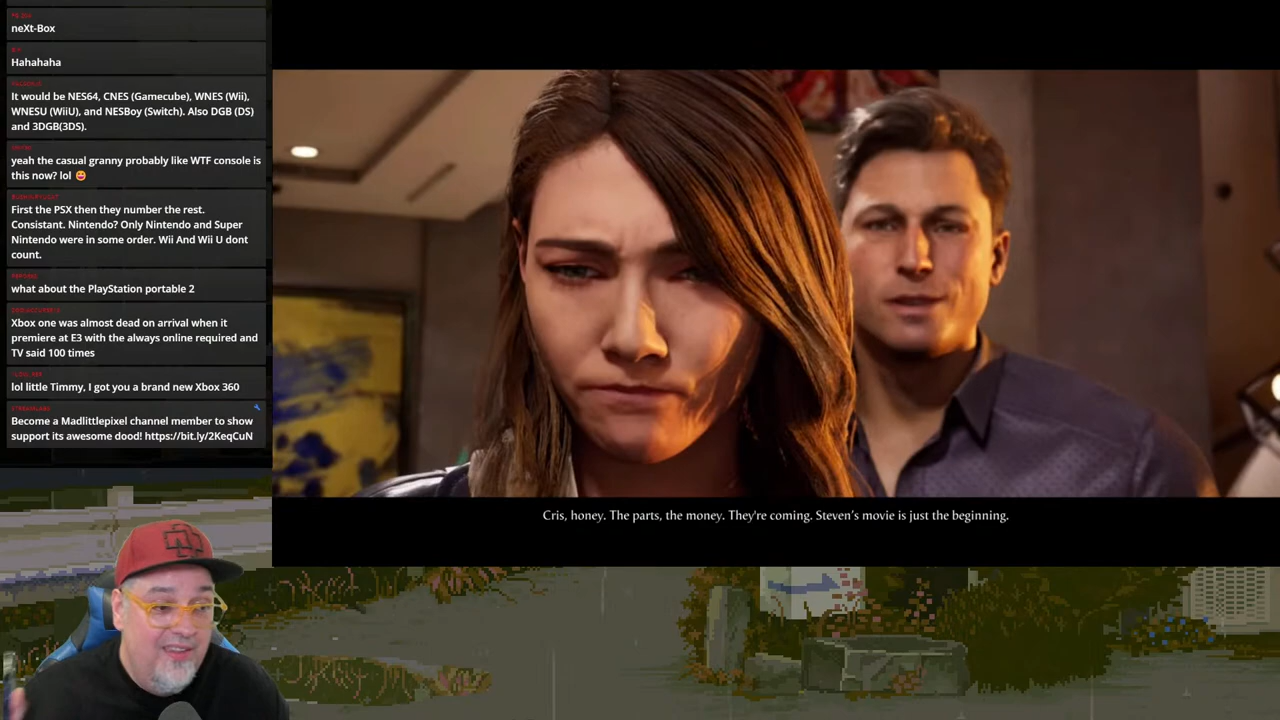 neXt-Box
Hahahaha
It would be NES64, CNES (Gamecube), WNES (Wii),
WNESU (WiiU), and NESBoy (Switch). Also DGB (DS)
and 3DGB(3DS).
yeah the casual granny probably like WTF console is
this now? lol 😝
First the PSX then they number the rest.
Consistant. Nintendo? Only Nintendo and Super
Nintendo were in some order. Wii And Wii U dont
count.
what about the PlayStation portable 2
Xbox one was almost dead on arrival when it
premiere at E3 with the always online required and
TV said 100 times
lol little Timmy, I got you a brand new Xbox 360
Become a Madlittlepixel channel member to show
support its awesome dood! https://bit.ly/2KeqCuN
Cris, honey. The parts, the money. They're coming. Steven's movie is just the beginning.